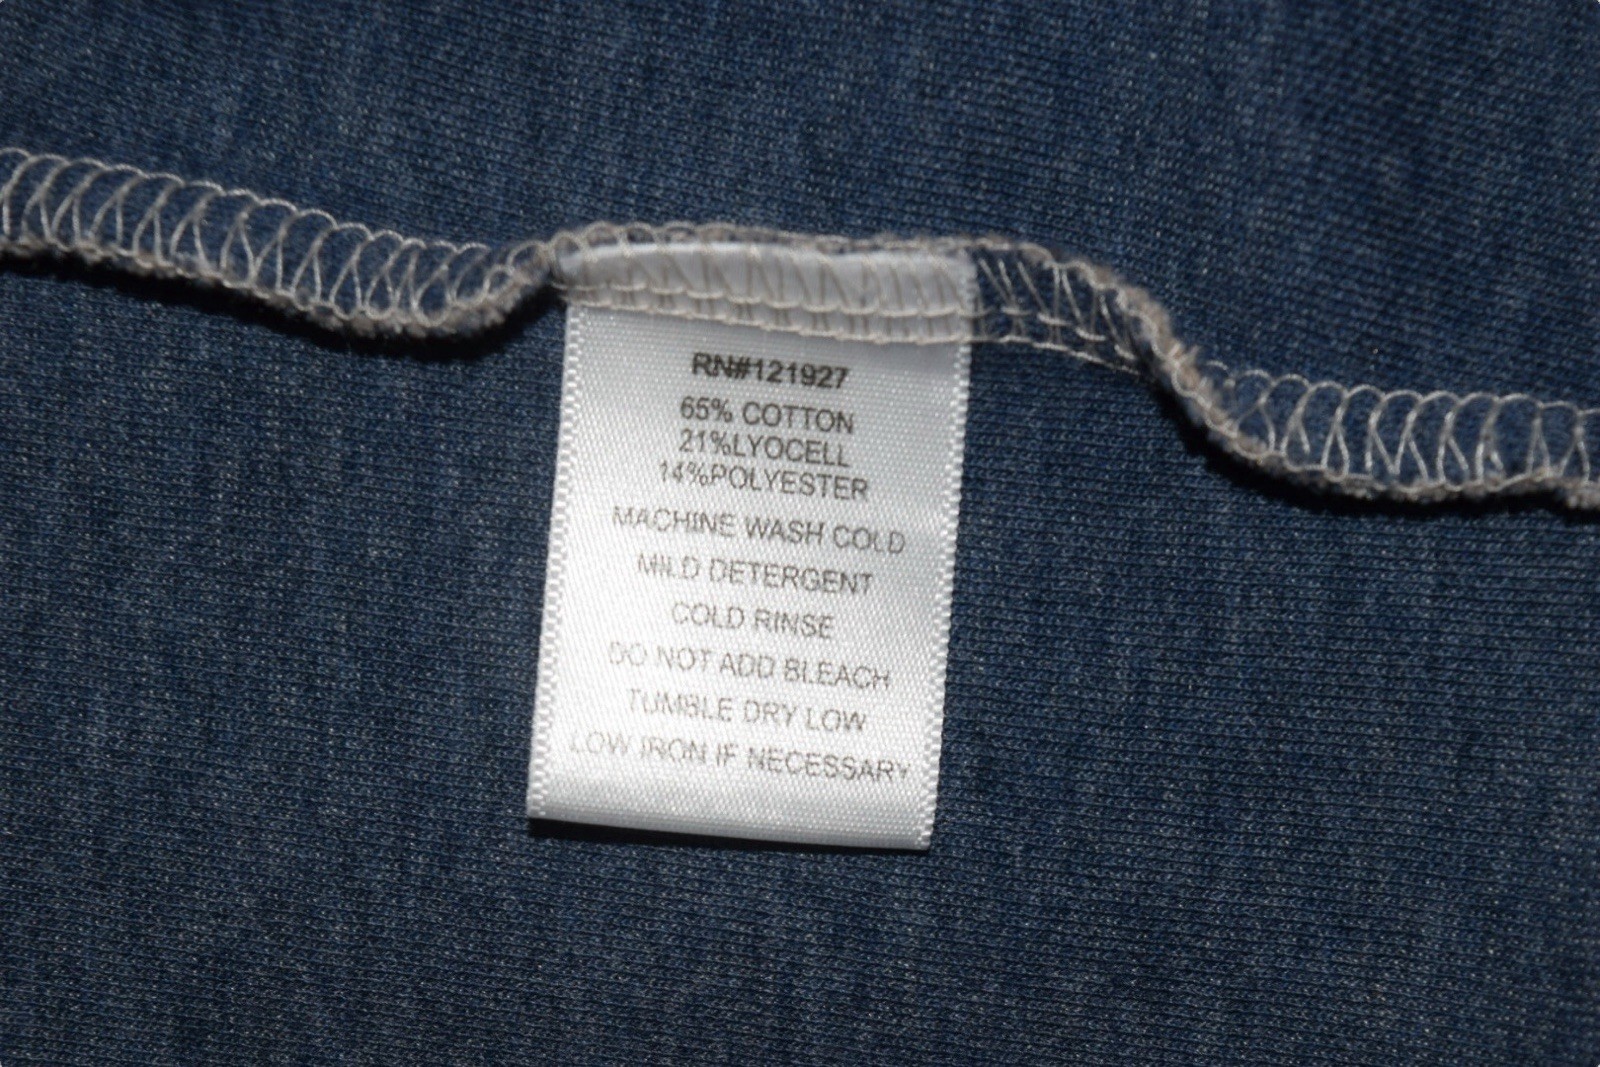 RN#121927
65% COTTON
21%LYOCELL
14%POLYESTER
MACHINE WASH COLD
MILD DETERGENT
COLD RINSE
DO NOT ADD BLEACH
TUMBLE DRY LOW
LOW IRON IF NECESSARY